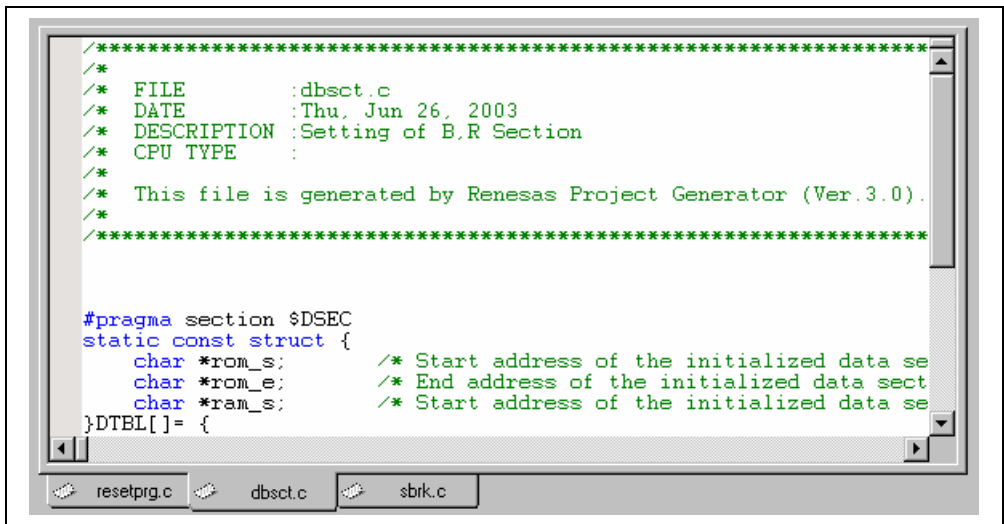 /*****************************************************************
/*
/*  FILE        :dbsct.c
/*  DATE        :Thu, Jun 26, 2003
/*  DESCRIPTION :Setting of B,R Section
/*  CPU TYPE    :
/*
/*  This file is generated by Renesas Project Generator (Ver.3.0).
/*
/*****************************************************************
#pragma section $DSEC
static const struct {
    char *rom_s;       /* Start address of the initialized data se
    char *rom_e;       /* End address of the initialized data sect
    char *ram_s;       /* Start address of the initialized data se
}DTBL[]= {
resetprg.c dbsct.c sbrk.c